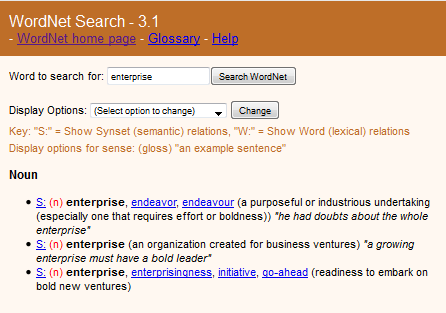 WordNet Search - 3.1
- WordNet home page - Glossary - Help
Word to search for: enterprise Search WordNet
Display Options: (Select option to change) Change
Key: "S:" = Show Synset (semantic) relations, "W:" = Show Word (lexical) relations
Display options for sense: (gloss) "an example sentence"
Noun
• S: (n) enterprise, endeavor, endeavour (a purposeful or industrious undertaking
(especially one that requires effort or boldness)) "he had doubts about the whole
enterprise"
• S: (n) enterprise (an organization created for business ventures) "a growing
enterprise must have a bold leader"
• S: (n) enterprise, enterprisingness, initiative, go-ahead (readiness to embark on
bold new ventures)